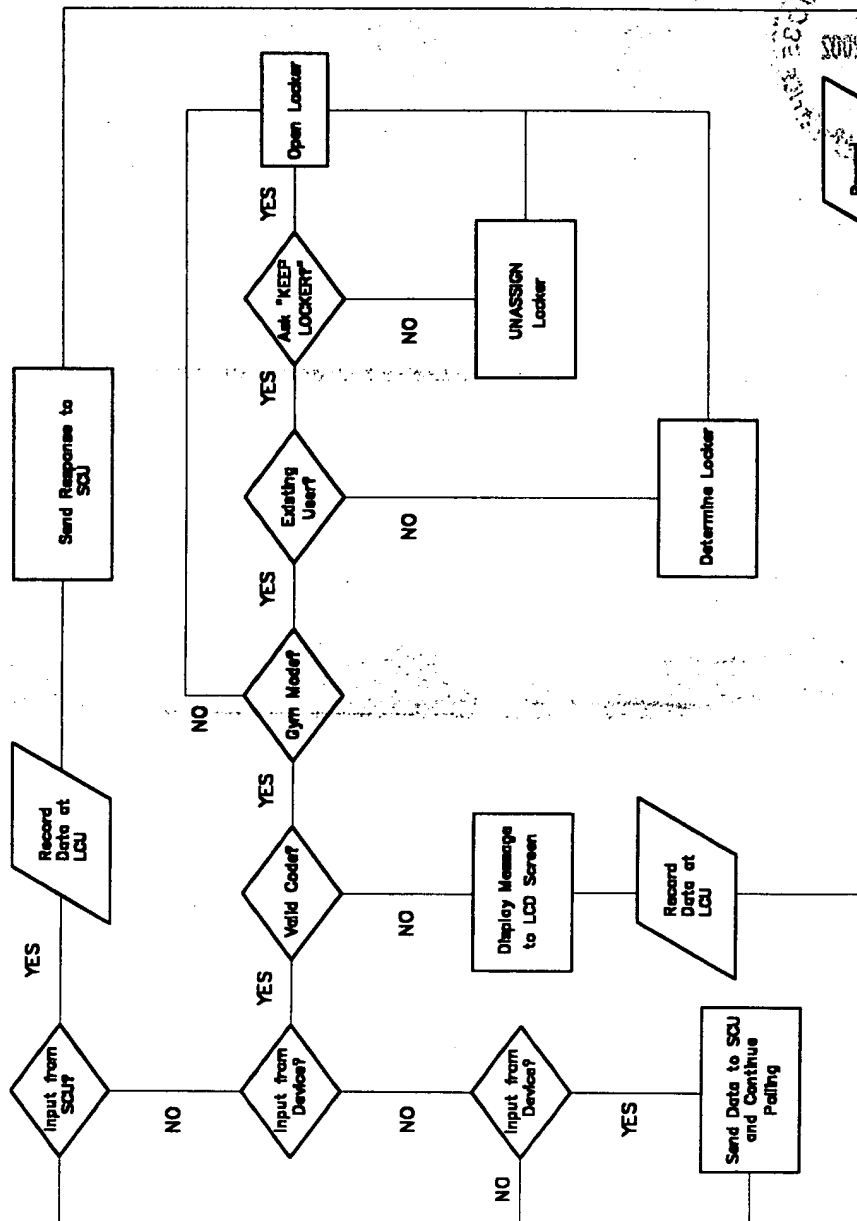 Input from
SCU?
YES
Record
Data at
LCU
Send Response to
SCU
NO
Input from
Device?
YES
Valid Code?
YES
Gym Mode?
YES
Existing
User?
YES
Ask "KEEP
LOCKER?"
YES
Open Locker
NO
NO
NO
NO
UNASSIGN
Locker
Determine Locker
Display Message
to LCD Screen
Record
Data at
LCU
NO
Input from
Device?
NO
YES
Send Data to SCU
and Continue
Polling
2002